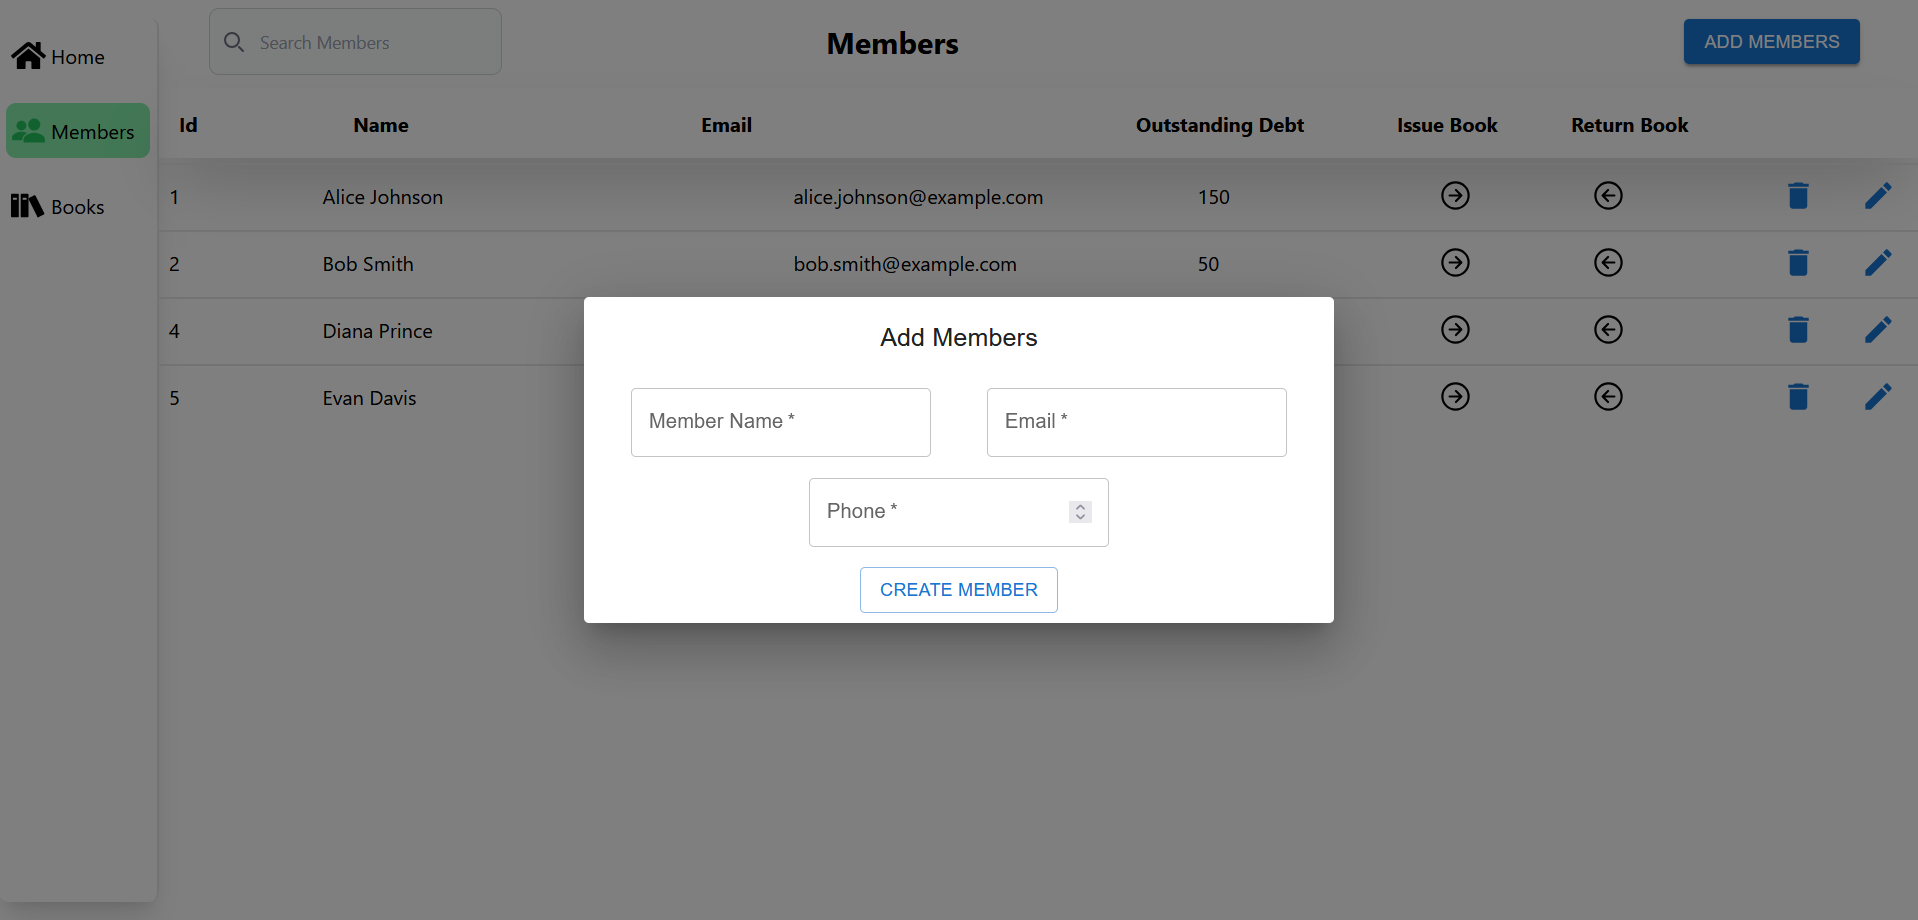 Home
Members
Books
Search Members
Members
ADD MEMBERS
Id Name Email Outstanding Debt Issue Book Return Book
1 Alice Johnson alice.johnson@example.com 150
2 Bob Smith bob.smith@example.com 50
4 Diana Prince
5 Evan Davis
Add Members
Member Name * Email *
Phone *
CREATE MEMBER